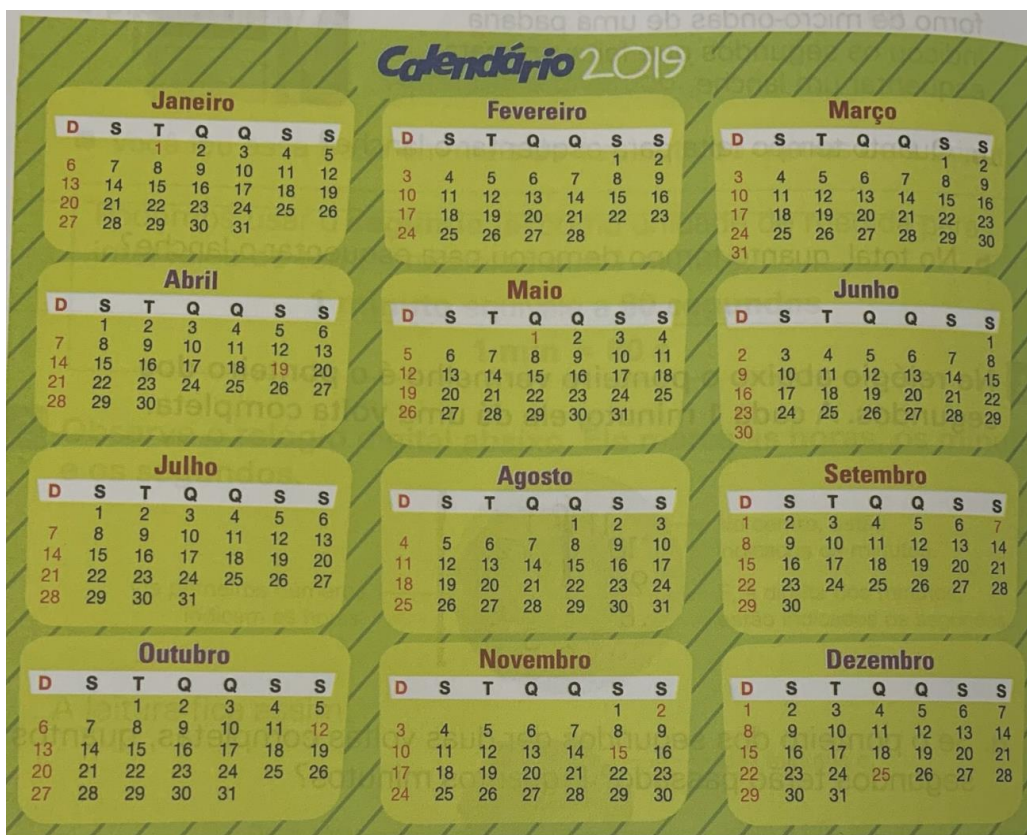 Calendário 2019
Janeiro
D S T Q Q S S
1 2 3 4 5
6 7 8 9 10 11 12
13 14 15 16 17 18 19
20 21 22 23 24 25 26
27 28 29 30 31
Fevereiro
D S T Q Q S S
1 2
3 4 5 6 7 8 9
10 11 12 13 14 15 16
17 18 19 20 21 22 23
24 25 26 27 28
Março
D S T Q Q S S
1 2
3 4 5 6 7 8 9
10 11 12 13 14 15 16
17 18 19 20 21 22 23
24 25 26 27 28 29 30
31
Abril
D S T Q Q S S
1 2 3 4 5 6
7 8 9 10 11 12 13
14 15 16 17 18 19 20
21 22 23 24 25 26 27
28 29 30
Maio
D S T Q Q S S
1 2 3 4
5 6 7 8 9 10 11
12 13 14 15 16 17 18
19 20 21 22 23 24 25
26 27 28 29 30 31
Junho
D S T Q Q S S
1
2 3 4 5 6 7 8
9 10 11 12 13 14 15
16 17 18 19 20 21 22
23 24 25 26 27 28 29
30
Julho
D S T Q Q S S
1 2 3 4 5 6
7 8 9 10 11 12 13
14 15 16 17 18 19 20
21 22 23 24 25 26 27
28 29 30 31
Agosto
D S T Q Q S S
1 2 3
4 5 6 7 8 9 10
11 12 13 14 15 16 17
18 19 20 21 22 23 24
25 26 27 28 29 30 31
Setembro
D S T Q Q S S
1 2 3 4 5 6 7
8 9 10 11 12 13 14
15 16 17 18 19 20 21
22 23 24 25 26 27 28
29 30
Outubro
D S T Q Q S S
1 2 3 4 5
6 7 8 9 10 11 12
13 14 15 16 17 18 19
20 21 22 23 24 25 26
27 28 29 30 31
Novembro
D S T Q Q S S
1 2
3 4 5 6 7 8 9
10 11 12 13 14 15 16
17 18 19 20 21 22 23
24 25 26 27 28 29 30
Dezembro
D S T Q Q S S
1 2 3 4 5 6 7
8 9 10 11 12 13 14
15 16 17 18 19 20 21
22 23 24 25 26 27 28
29 30 31